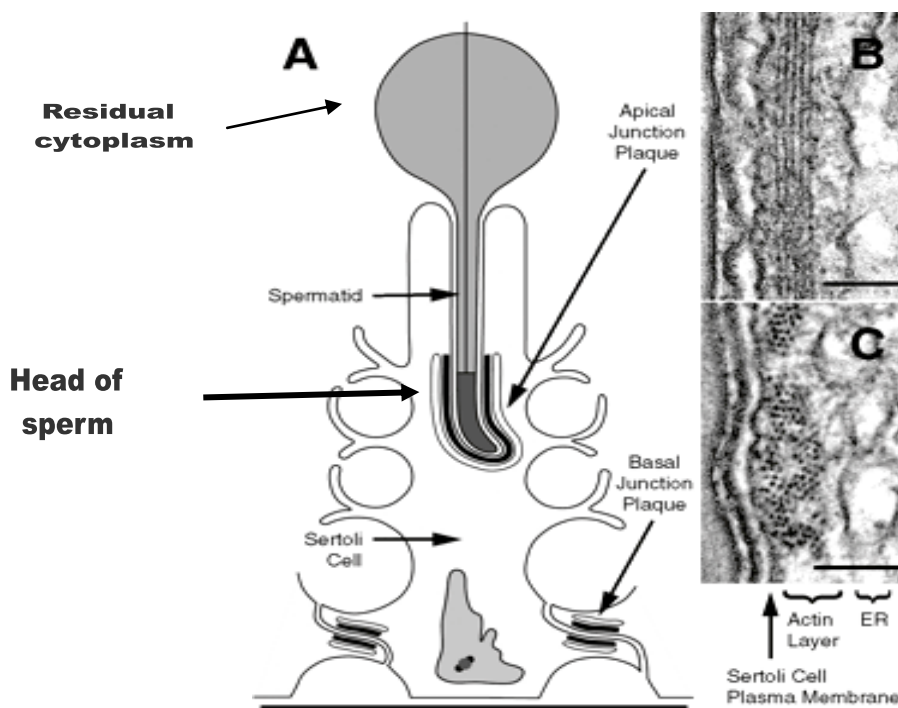 A
B
Residual
cytoplasm
Apical
Junction
Plaque
Spermatid
C
Head of
sperm
Basal
Junction
Plaque
Sertoli
Cell
Actin
Layer
ER
Sertoli Cell
Plasma Membrane